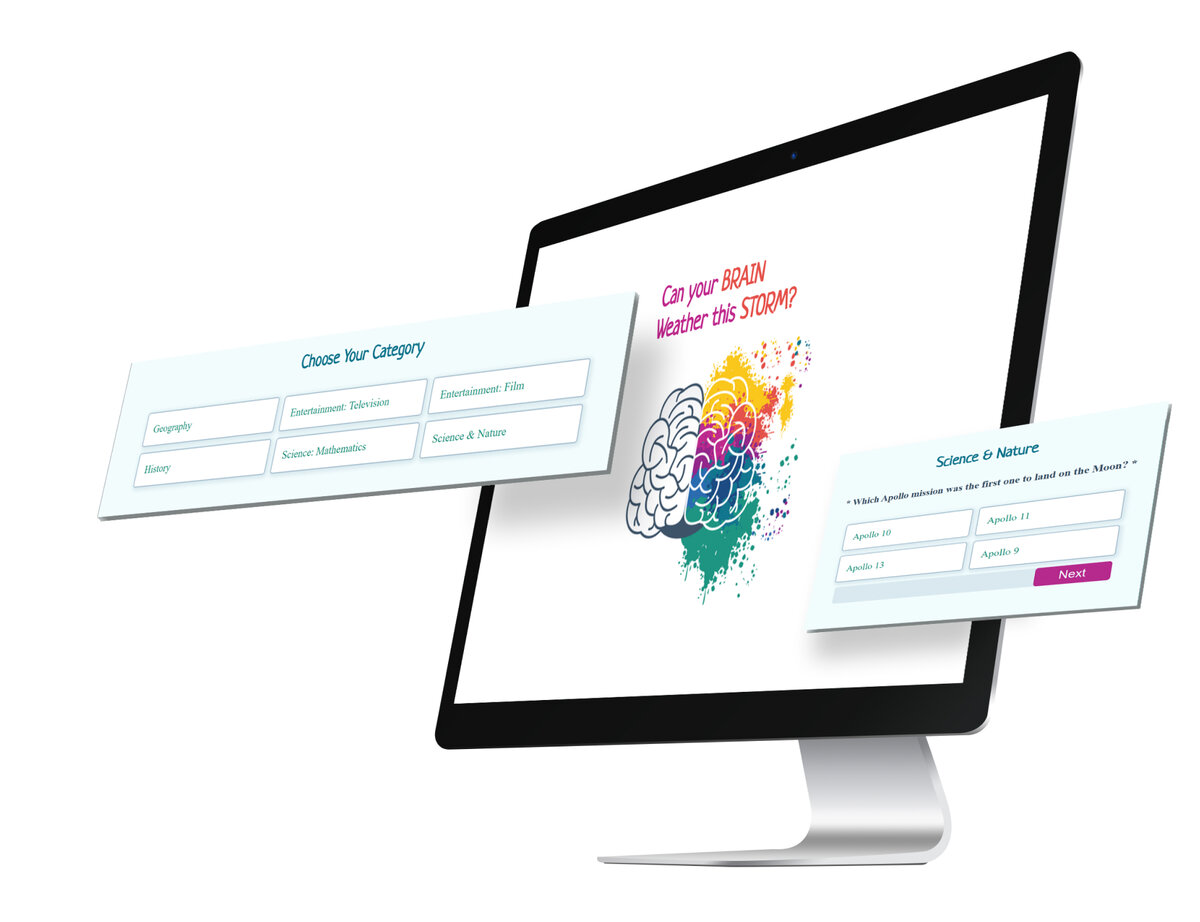 Can your BRAIN
Weather this STORM?
Choose Your Category
Geography
Entertainment: Television
Entertainment: Film
History
Science: Mathematics
Science & Nature
Science & Nature
* Which Apollo mission was the first one to land on the Moon? *
Apollo 10
Apollo 11
Apollo 13
Apollo 9
Next